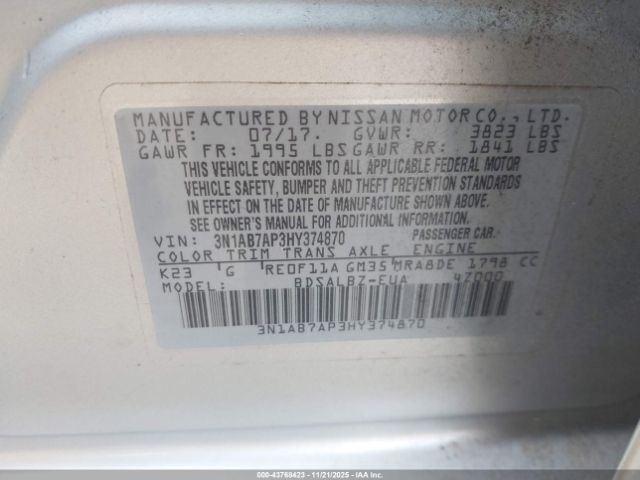 MANUFACTURED BY NISSAN MOTOR CO., LTD.
DATE: 07/17. GVWR: 3823 LBS
GAWR FR: 1995 LBS GAWR RR: 1841 LBS
THIS VEHICLE CONFORMS TO ALL APPLICABLE FEDERAL MOTOR
VEHICLE SAFETY, BUMPER AND THEFT PREVENTION STANDARDS
IN EFFECT ON THE DATE OF MANUFACTURE SHOWN ABOVE.
SEE OWNER'S MANUAL FOR ADDITIONAL INFORMATION.
VIN: 3N1AB7AP3HY374870 PASSENGER CAR.
COLOR TRIM TRANS AXLE ENGINE
K23 G RE0F11A GM35 MRA8DE 1798 CC
MODEL: BDSALBZ-EUA 47000
3N1AB7AP3HY374870
000-43768423 - 11/21/2025 - IAA Inc.